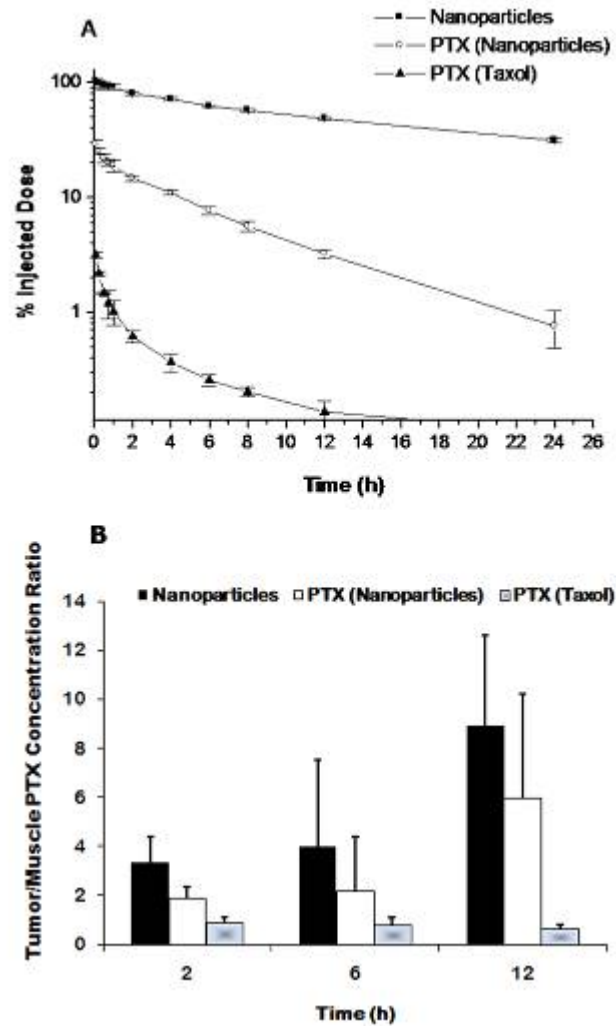 A
Nanoparticles
PTX (Nanoparticles)
PTX (Taxol)
100
10
1
% Injected Dose
0 2 4 6 8 10 12 14 16 18 20 22 24 26
Time (h)
B
Nanoparticles PTX (Nanoparticles) PTX (Taxol)
14
12
10
8
6
4
2
0
Tumor/Muscle PTX Concentration Ratio
2 6 12
Time (h)